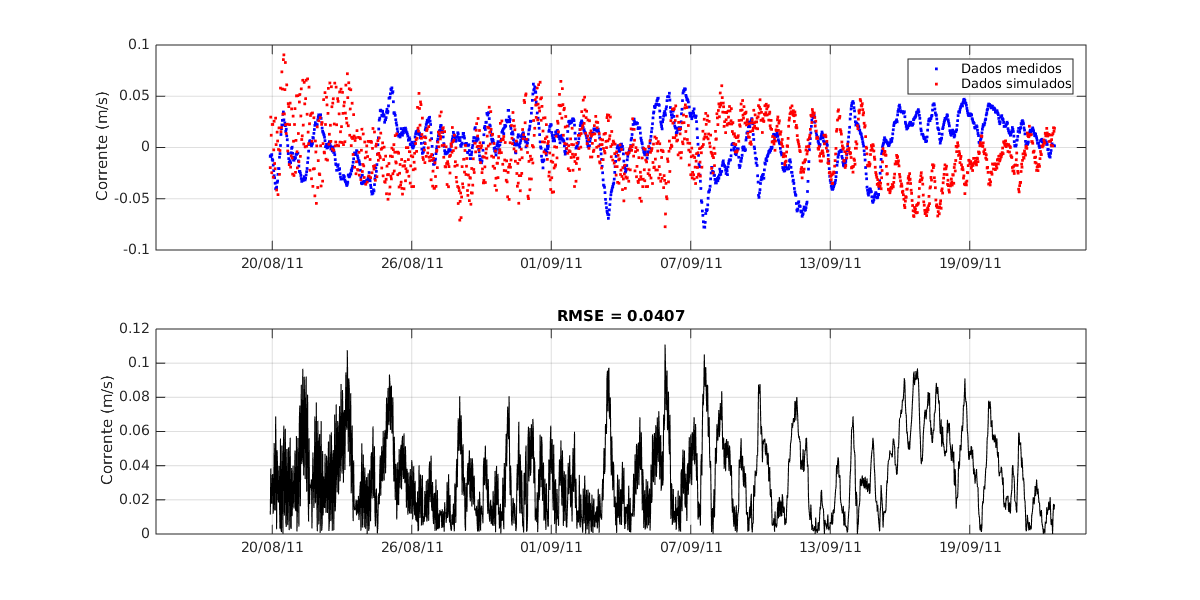 0.1
0.05
0
-0.05
-0.1
Corrente (m/s)
Dados medidos
Dados simulados
20/08/11 26/08/11 01/09/11 07/09/11 13/09/11 19/09/11
RMSE = 0.0407
0.12
0.1
0.08
0.06
0.04
0.02
0
Corrente (m/s)
20/08/11 26/08/11 01/09/11 07/09/11 13/09/11 19/09/11